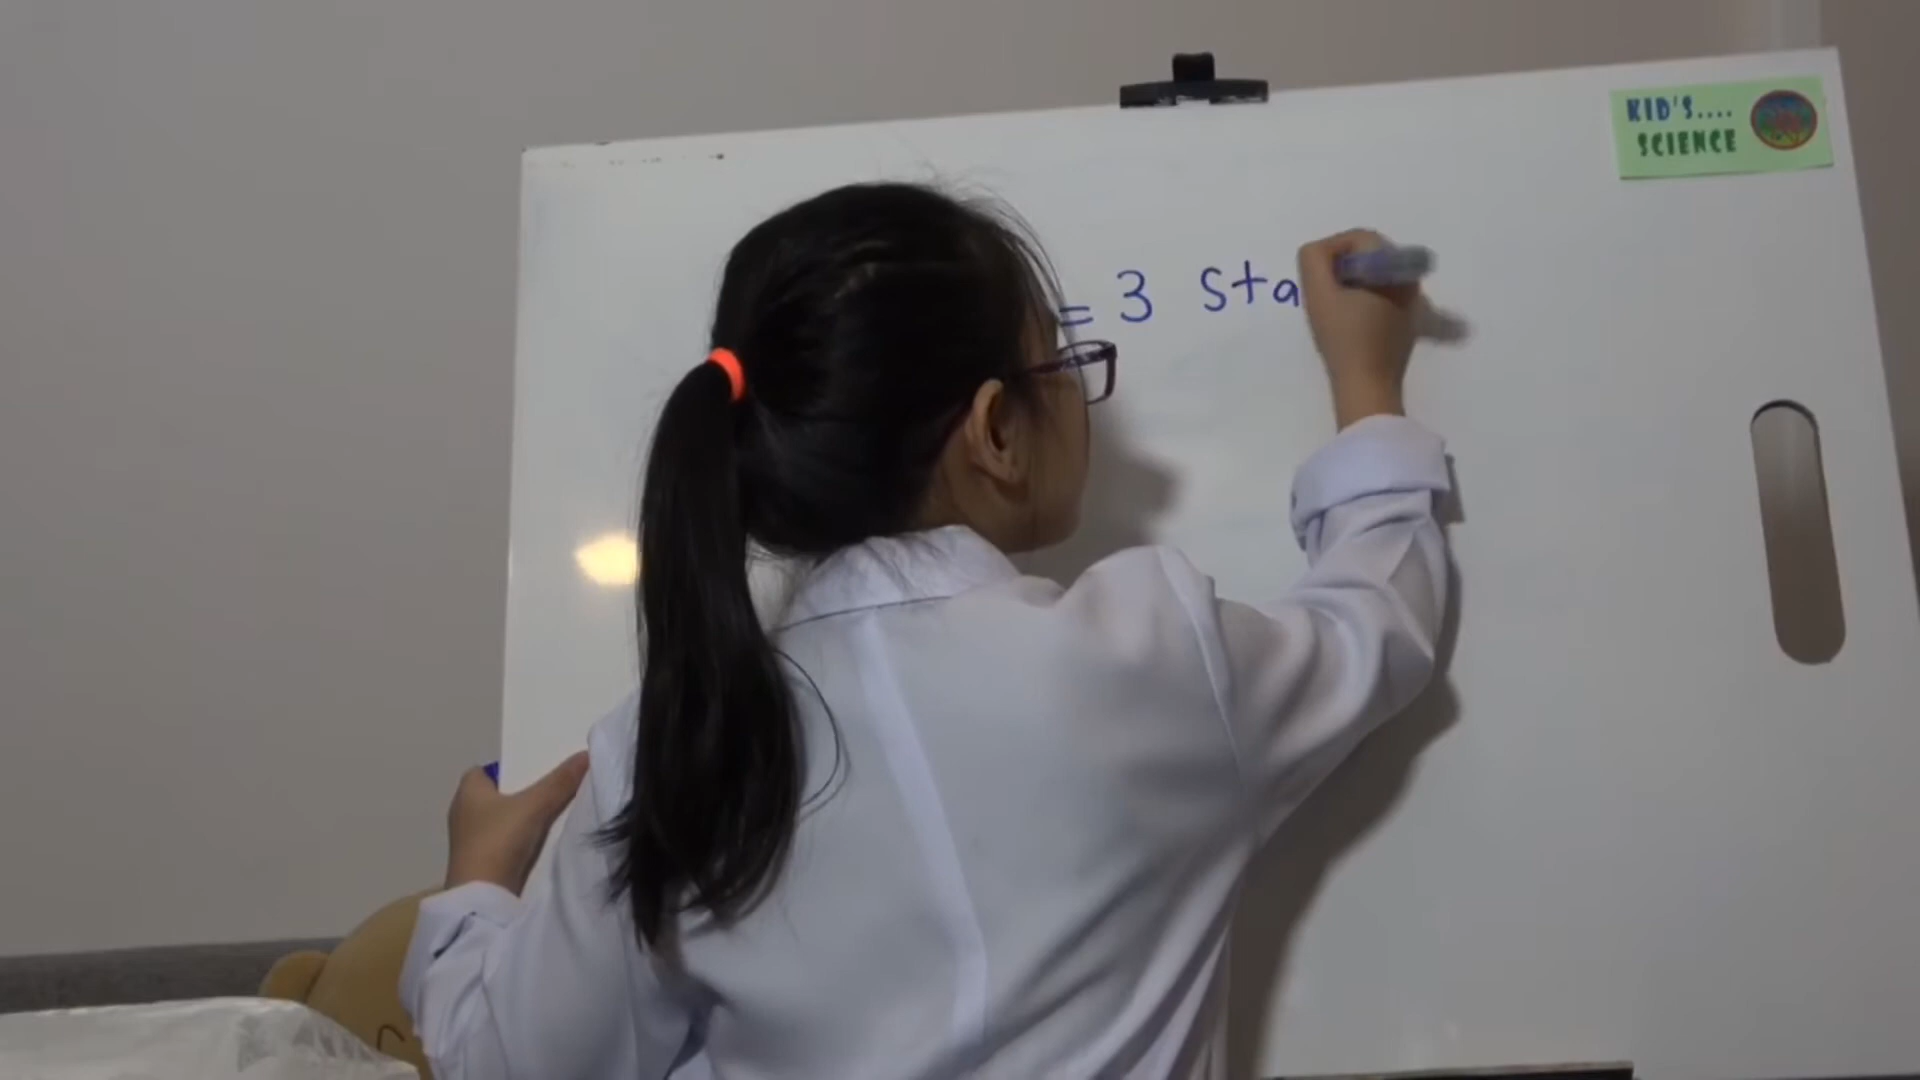 KID'S....
SCIENCE
= 3 Sta